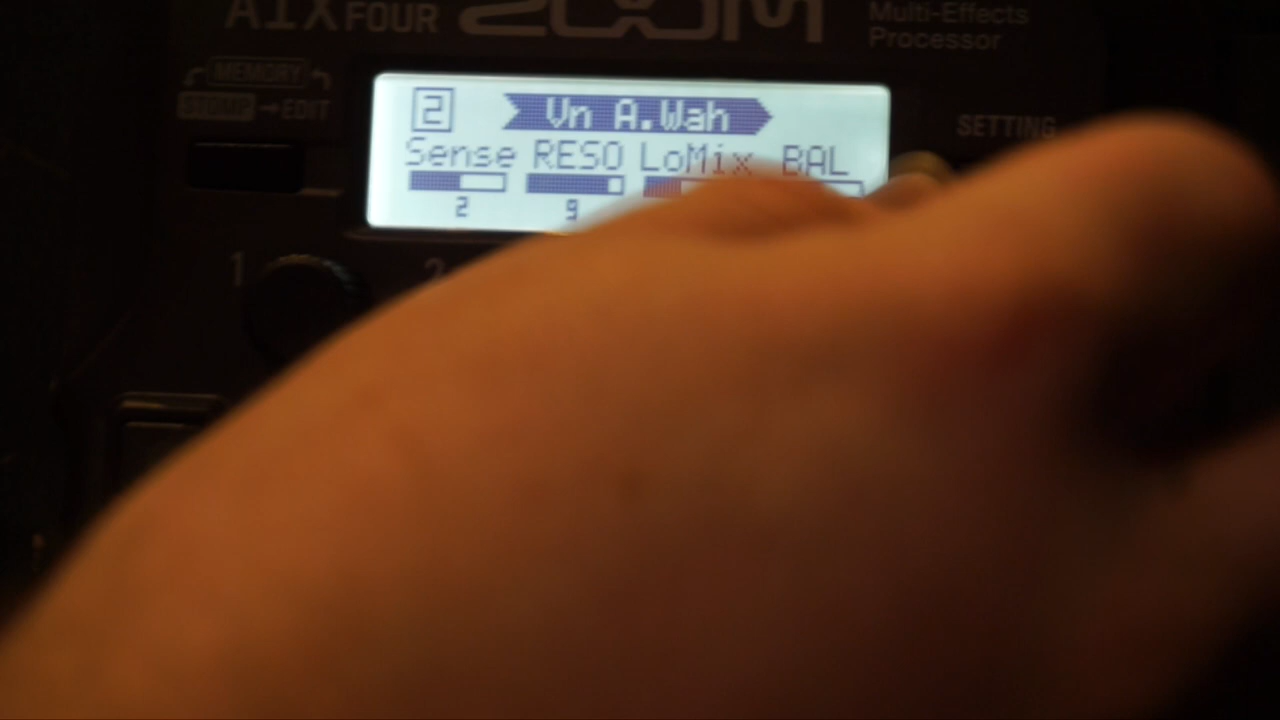 A1X FOUR ZOOM Multi-Effects
Processor
MEMORY
STOMP →EDIT
SETTING
2 Vn A.Wah
Sense RESO LoMix BAL
2 9
1 2